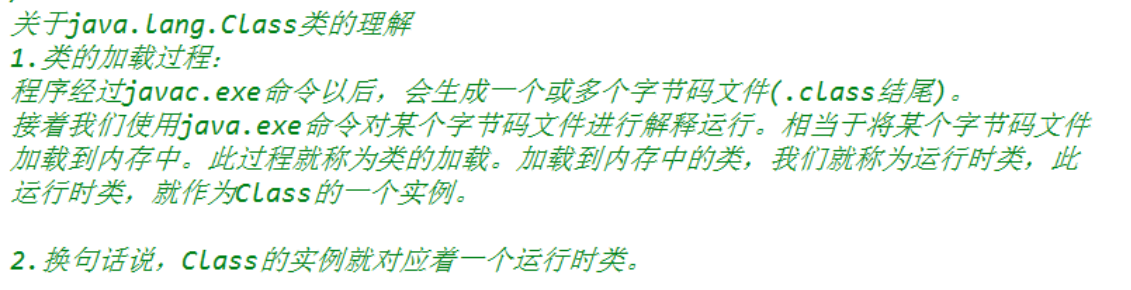 关于java.lang.Class类的理解
1.类的加载过程：
程序经过javac.exe命令以后，会生成一个或多个字节码文件(.class结尾)。
接着我们使用java.exe命令对某个字节码文件进行解释运行。相当于将某个字节码文件
加载到内存中。此过程就称为类的加载。加载到内存中的类，我们就称为运行时类，此
运行时类，就作为Class的一个实例。
2.换句话说，Class的实例就对应着一个运行时类。